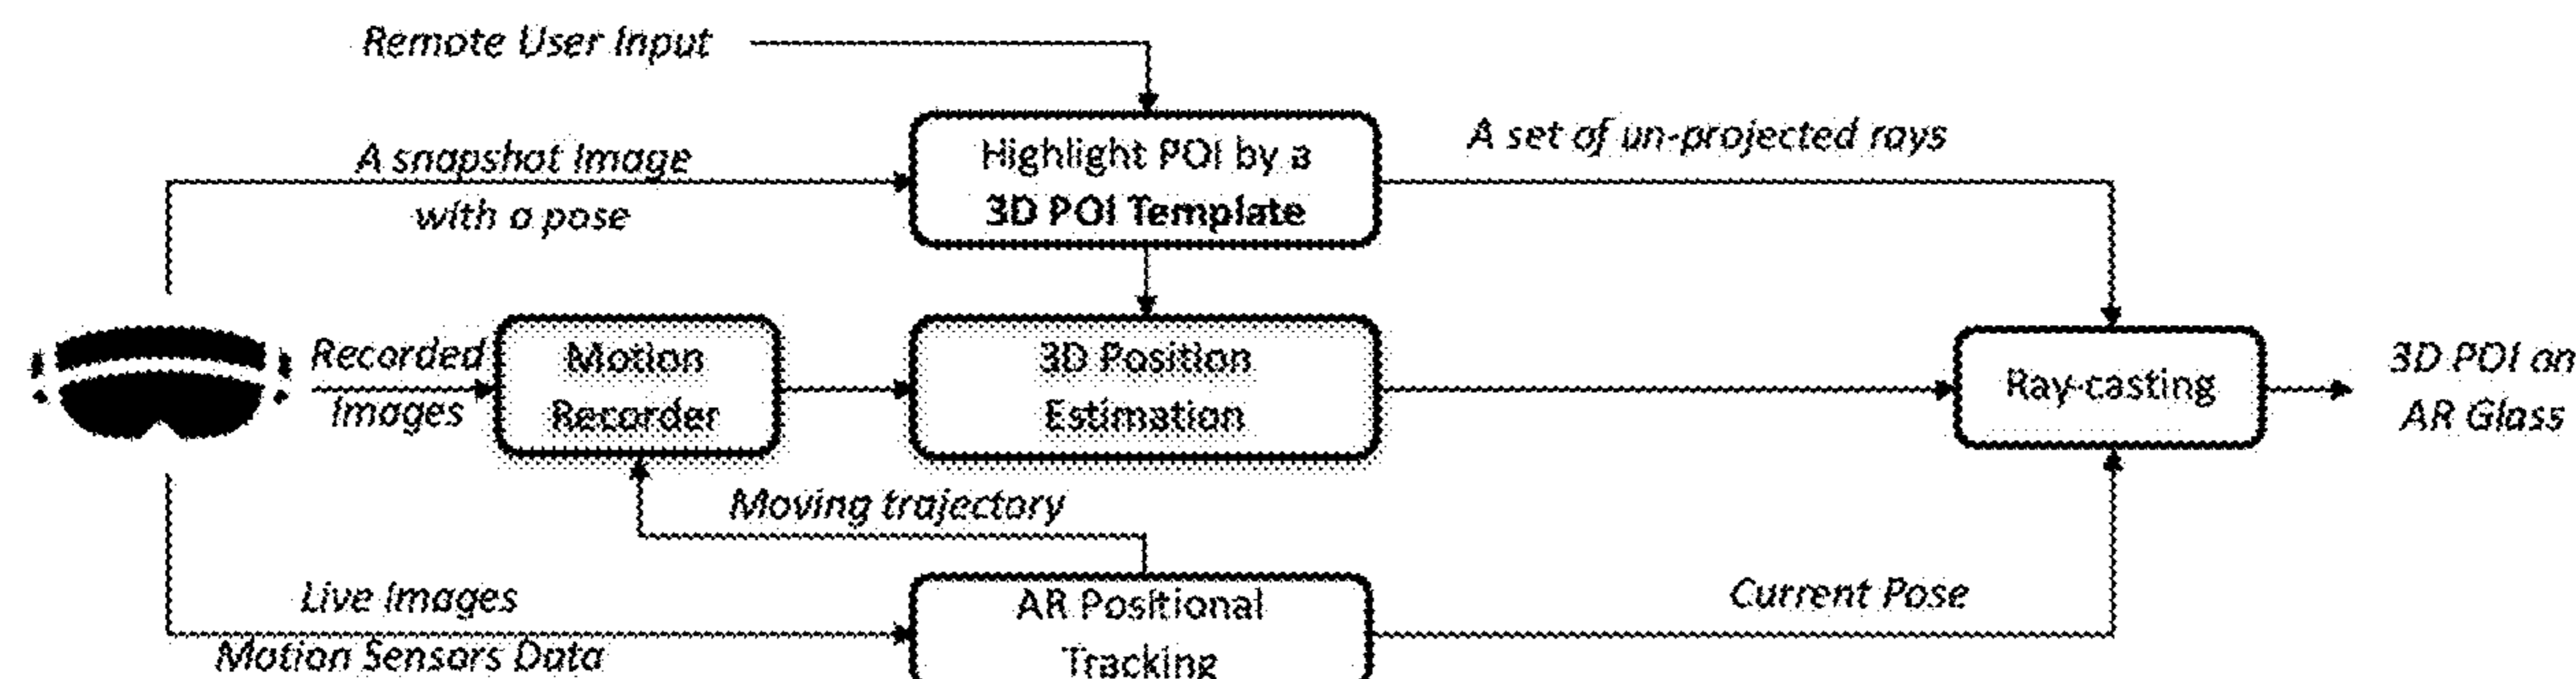 Remote User Input
A snapshot Image
with a pose
Highlight POI by a
3D POI Template
A set of un-projected rays
Recorded
Images
Motion
Recorder
3D Position
Estimation
Ray-casting
3D POI on
AR Glass
Moving trajectory
Live Images
Motion Sensors Data
AR Positional
Tracking
Current Pose